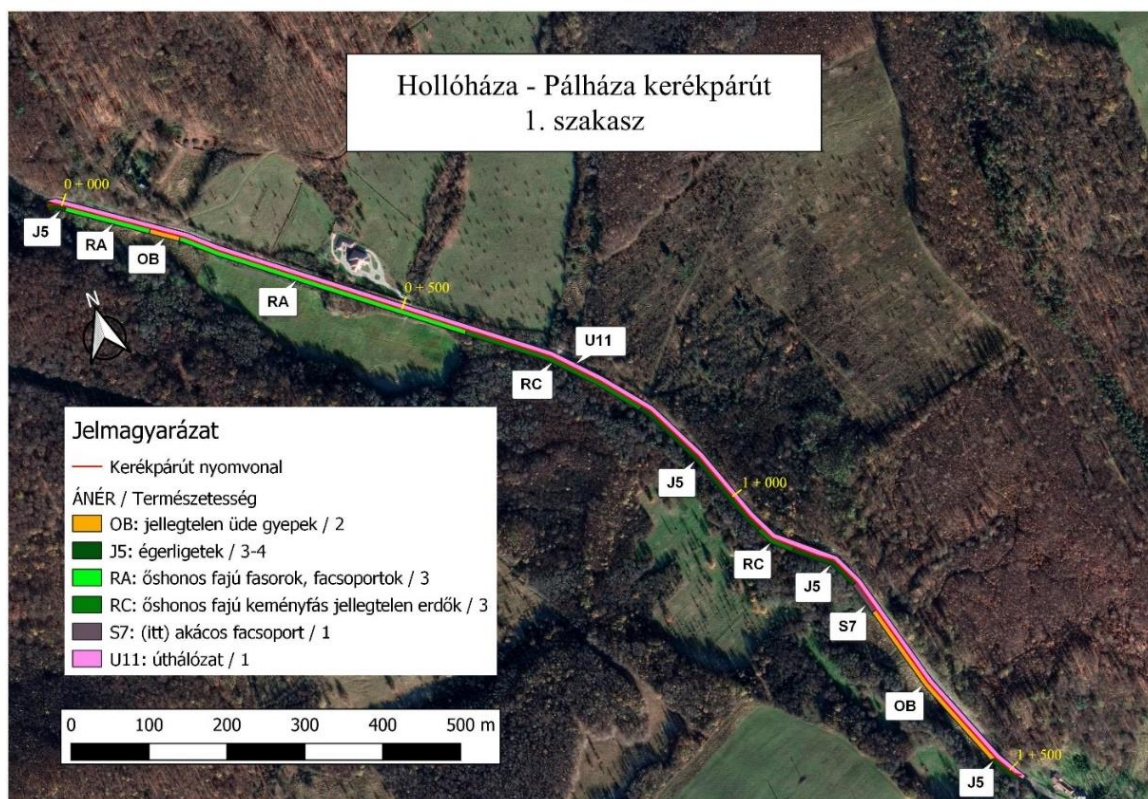 Hollóháza - Pálháza kerékpárút
1. szakasz
0 + 000
J5
RA
OB
N
RA
0 + 500
U11
RC
J5
1 + 000
RC
J5
S7
OB
J5
1 + 500
Jelmagyarázat
Kerékpárút nyomvonal
ÁNÉR / Természetesség
OB: jellegtelen üde gyepek / 2
J5: égerligetek / 3-4
RA: őshonos fajú fasorok, facsoportok / 3
RC: őshonos fajú keményfás jellegtelen erdők / 3
S7: (itt) akácos facsoport / 1
U11: úthálózat / 1
0 100 200 300 400 500 m